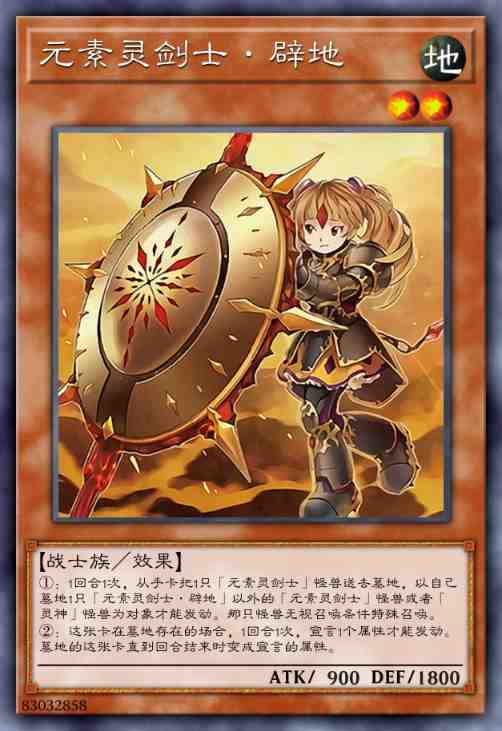 元素灵剑士·辟地
地
【战士族／效果】
①：1回合1次，从手卡把1只「元素灵剑士」怪兽送去墓地，以自己
墓地1只「元素灵剑士·辟地」以外的「元素灵剑士」怪兽或者「
灵神」怪兽为对象才能发动。那只怪兽无视召唤条件特殊召唤。
②：这张卡在墓地存在的场合，1回合1次，宣言1个属性才能发动。
墓地的这张卡直到回合结束时变成宣言的属性。
ATK/ 900 DEF/1800
83032858